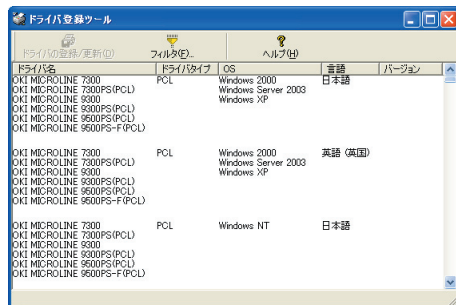 ドライバ登録ツール
ドライバの登録/更新(D) フィルタ(F)... ヘルプ(H)
ドライバ名 ドライバタイプ OS 言語 バージョン
OKI MICROLINE 7300 PCL Windows 2000 日本語
OKI MICROLINE 7300PS(PCL) Windows Server 2003
OKI MICROLINE 9300 Windows XP
OKI MICROLINE 9300PS(PCL)
OKI MICROLINE 9500PS(PCL)
OKI MICROLINE 9500PS-F(PCL)
OKI MICROLINE 7300 PCL Windows 2000 英語 (英国)
OKI MICROLINE 7300PS(PCL) Windows Server 2003
OKI MICROLINE 9300 Windows XP
OKI MICROLINE 9300PS(PCL)
OKI MICROLINE 9500PS(PCL)
OKI MICROLINE 9500PS-F(PCL)
OKI MICROLINE 7300 PCL Windows NT 日本語
OKI MICROLINE 7300PS(PCL)
OKI MICROLINE 9300
OKI MICROLINE 9300PS(PCL)
OKI MICROLINE 9500PS(PCL)
OKI MICROLINE 9500PS-F(PCL)